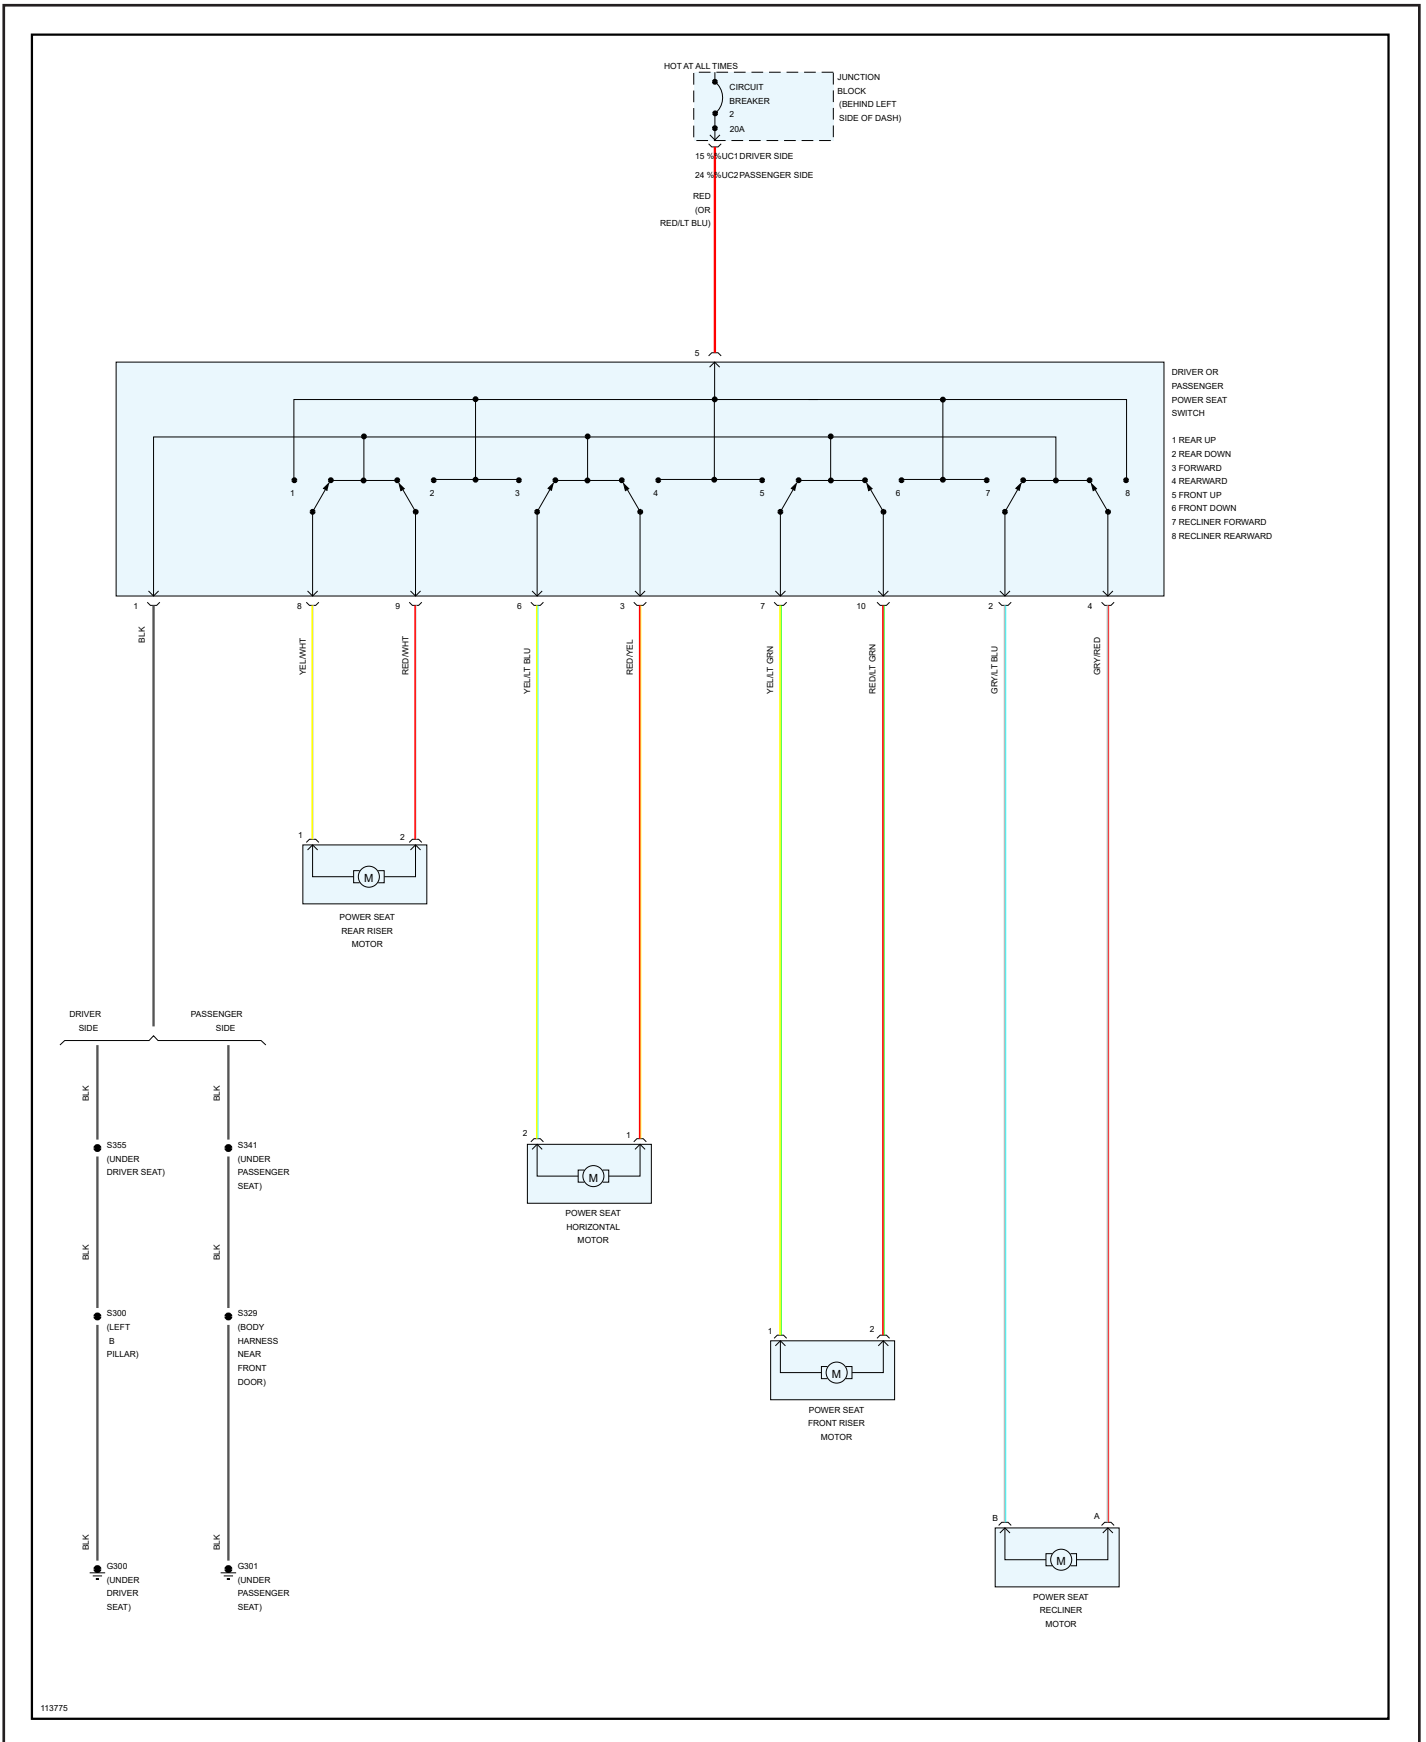 HOT AT ALL TIMES
CIRCUIT
BREAKER
2
20A
JUNCTION
BLOCK
(BEHIND LEFT
SIDE OF DASH)
15 %%UC1 DRIVER SIDE
24 %%UC2 PASSENGER SIDE
RED
(OR
RED/LT BLU)
5
DRIVER OR
PASSENGER
POWER SEAT
SWITCH
1 REAR UP
2 REAR DOWN
3 FORWARD
4 REARWARD
5 FRONT UP
6 FRONT DOWN
7 RECLINER FORWARD
8 RECLINER REARWARD
1 2 3 4 5 6 7 8
1 8 9 6 3 7 10 2 4
BLK
YEL/WHT
RED/WHT
YEL/LT BLU
RED/YEL
YEL/LT GRN
RED/LT GRN
GRY/LT BLU
GRY/RED
1 2
M
POWER SEAT
REAR RISER
MOTOR
DRIVER
SIDE
PASSENGER
SIDE
BLK
BLK
S355
(UNDER
DRIVER SEAT)
S341
(UNDER
PASSENGER
SEAT)
2 1
M
POWER SEAT
HORIZONTAL
MOTOR
BLK
BLK
S300
(LEFT
B
PILLAR)
S329
(BODY
HARNESS
NEAR
FRONT
DOOR)
1 2
M
POWER SEAT
FRONT RISER
MOTOR
BLK
BLK
G300
(UNDER
DRIVER
SEAT)
G301
(UNDER
PASSENGER
SEAT)
B A
M
POWER SEAT
RECLINER
MOTOR
113775